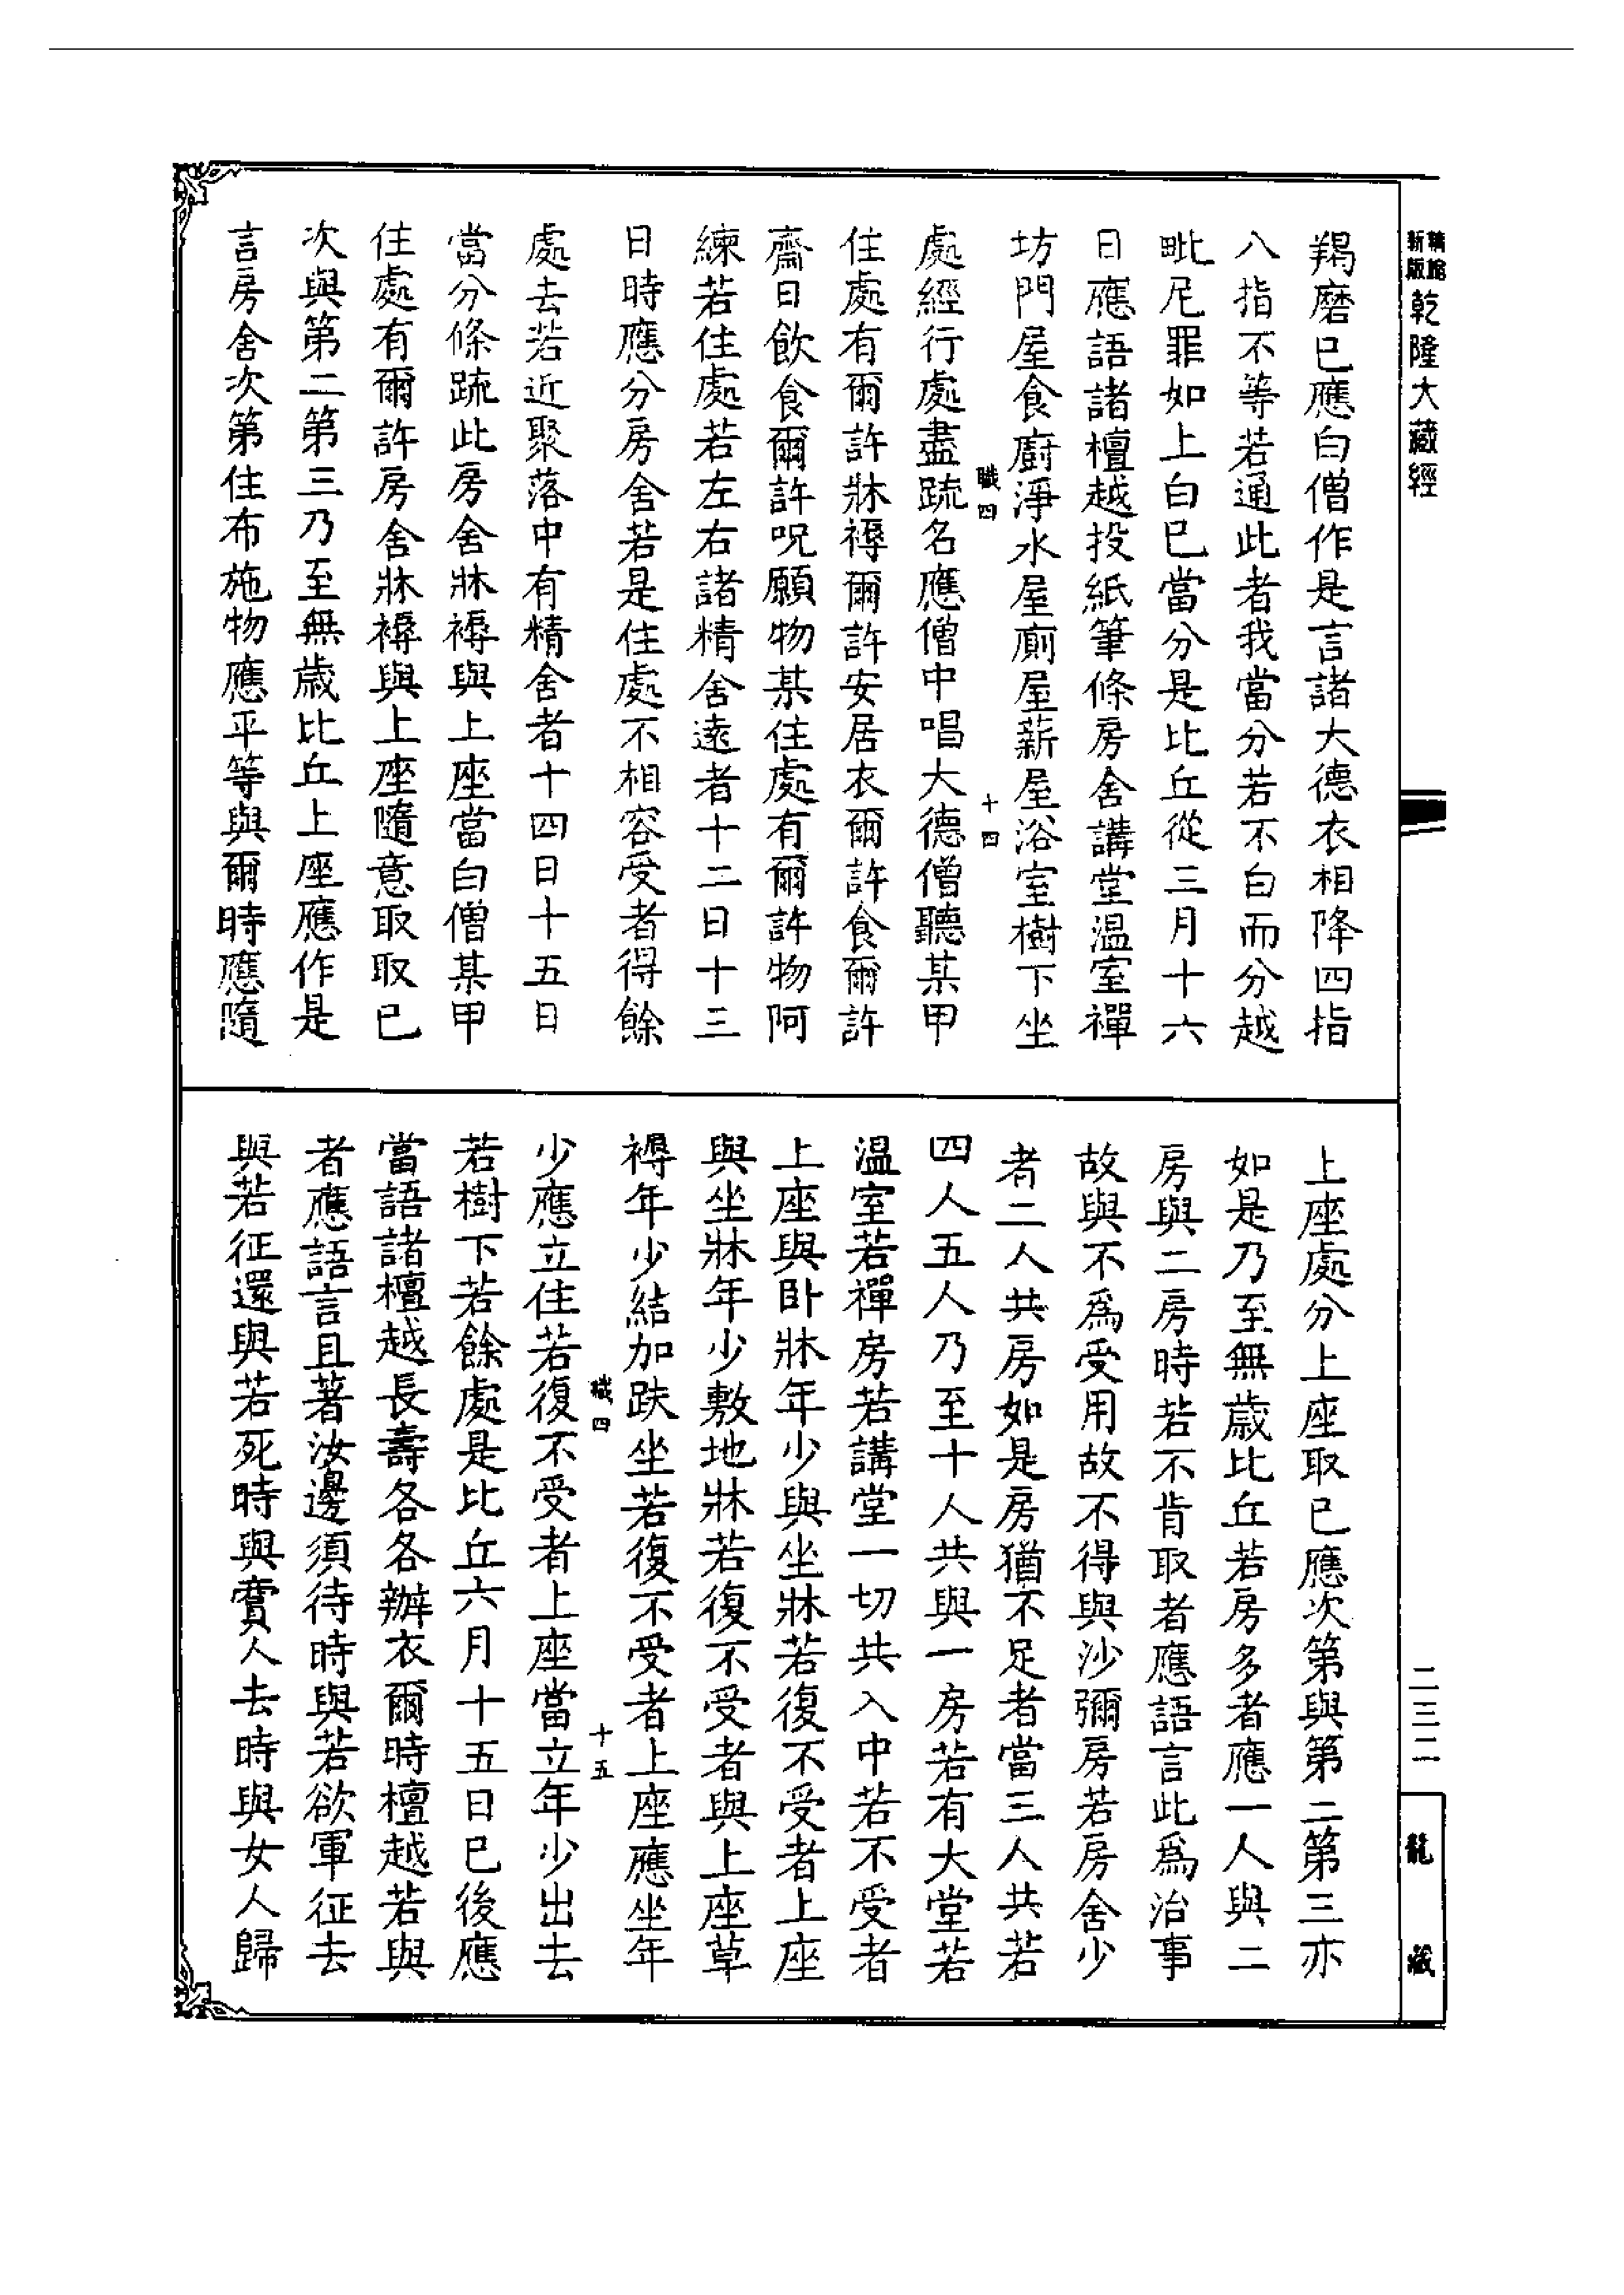 新版 乾隆大藏經
羯磨已應白僧作是言諸大德衣相降四指
八指不等若通此者我當分若不白而分越
毗尼罪如上白已當分是比丘從三月十六
日應語諸檀越投紙筆條房舍講堂温室禪
坊門屋食廚淨水屋廁屋薪屋浴室樹下坐
職四
十四
處經行處盡䟽名應僧中唱大德僧聽某甲
住處有爾許牀褥爾許安居衣爾許食爾許
齋日飲食爾許呪願物某住處有爾許物阿
練若住處若左右諸精舍遠者十二日十三
日時應分房舍若是住處不相容受者得餘
處去若近聚落中有精舍者十四日十五日
當分條䟽此房舍牀褥與上座當白僧某甲
住處有爾許房舍牀褥與上座隨意取取已
次與第二第三乃至無歲比丘上座應作是
言房舍次第住布施物應平等與爾時應隨
上座處分上座取已應次第與第二第三亦
如是乃至無歲比丘若房多者應一人與二
房與二房時若不肯取者應語言此為治事
故與不為受用故不得與沙彌房若房舍少
者二人共房如是房猶不足者當三人共若
四人五人乃至十人共與一房若有大堂若
温室若禪房若講堂一切共入中若不受者
上座與卧牀年少與坐牀若復不受者上座
與坐牀年少敷地牀若復不受者與上座草
褥年少結加趺坐若復不受者上座應坐年
職四
十五
少應立住若復不受者上座當立年少出去
若樹下若餘處是比丘六月十五日已後應
當語諸檀越長壽各各辦衣爾時檀越若與
者應語言且著汝邊須待時與若欲軍征去
與若征還與若死時與賣人去時與女人歸
二三二
龍藏